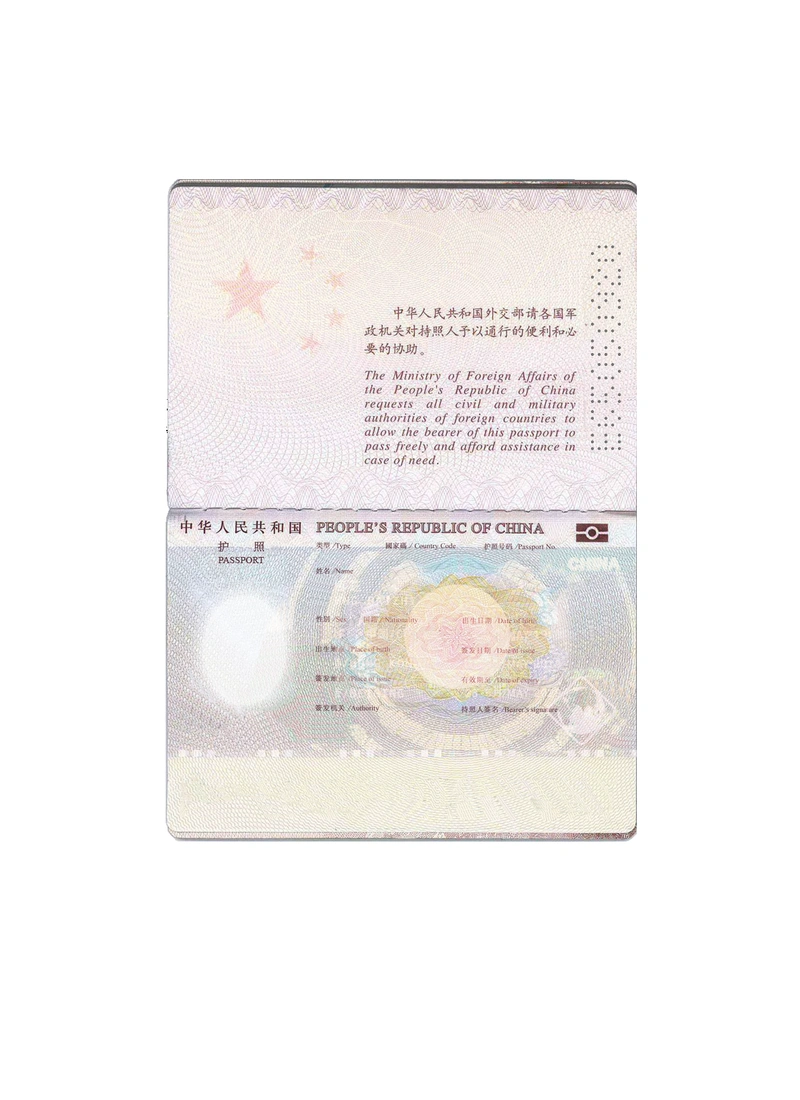 中华人民共和国外交部请各国军
政机关对持照人予以通行的便利和必
要的协助。
The Ministry of Foreign Affairs of
the People's Republic of China
requests all civil and military
authorities of foreign countries to
allow the bearer of this passport to
pass freely and afford assistance in
case of need.
中华人民共和国 PEOPLE'S REPUBLIC OF CHINA
护 照
PASSPORT
类型 /Type 國家碼 / Country Code 护照号码 /Passport No.
CHINA
姓名 /Name
性别 /Sex 国籍 /Nationality 出生日期 /Date of birth
出生地点 /Place of birth 签发日期 /Date of issue
签发地点 /Place of issue 有效期至 /Date of expiry
签发机关 /Authority 持照人签名 /Bearer's signature